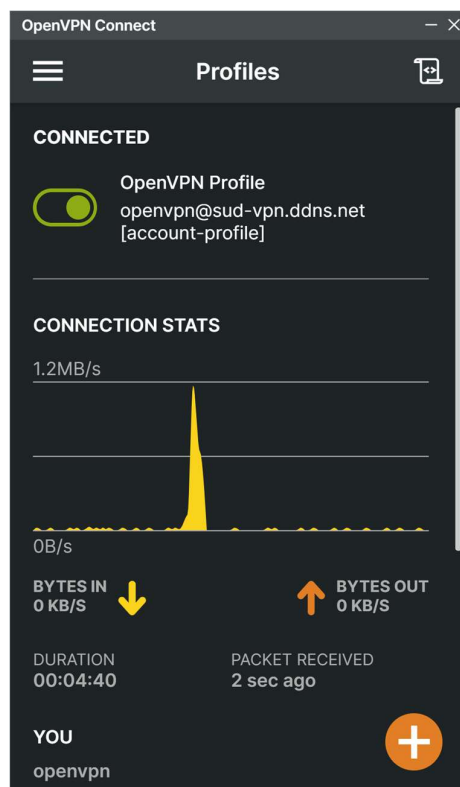 OpenVPN Connect
Profiles
CONNECTED
OpenVPN Profile
openvpn@sud-vpn.ddns.net
[account-profile]
CONNECTION STATS
1.2MB/s
0B/s
BYTES IN
0 KB/S
BYTES OUT
0 KB/S
DURATION
00:04:40
PACKET RECEIVED
2 sec ago
YOU
openvpn